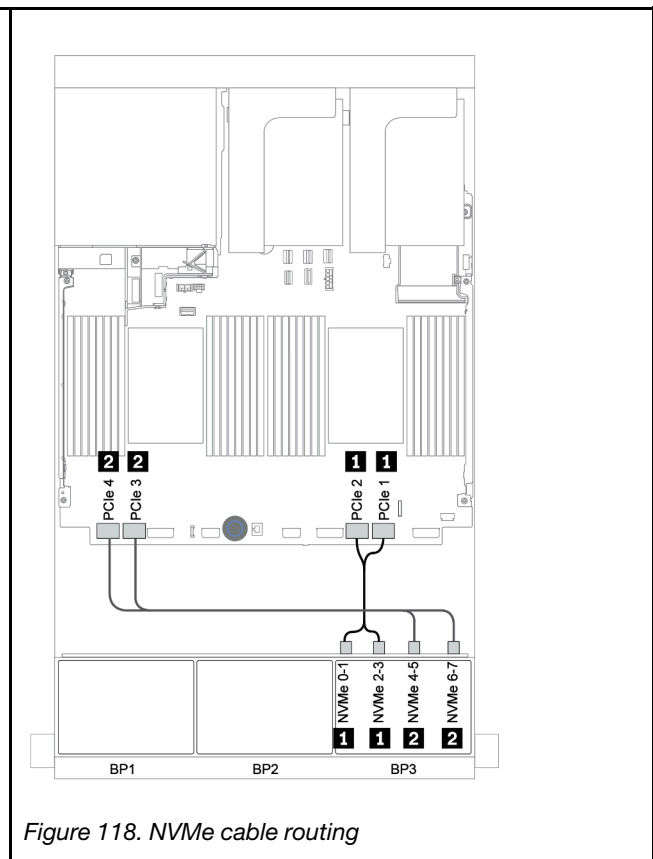 2 2 1 1
PCIe 4
PCIe 3
PCIe 2
PCIe 1
NVMe 0-1
NVMe 2-3
NVMe 4-5
NVMe 6-7
1 1 2 2
BP1 BP2 BP3
Figure 118. NVMe cable routing